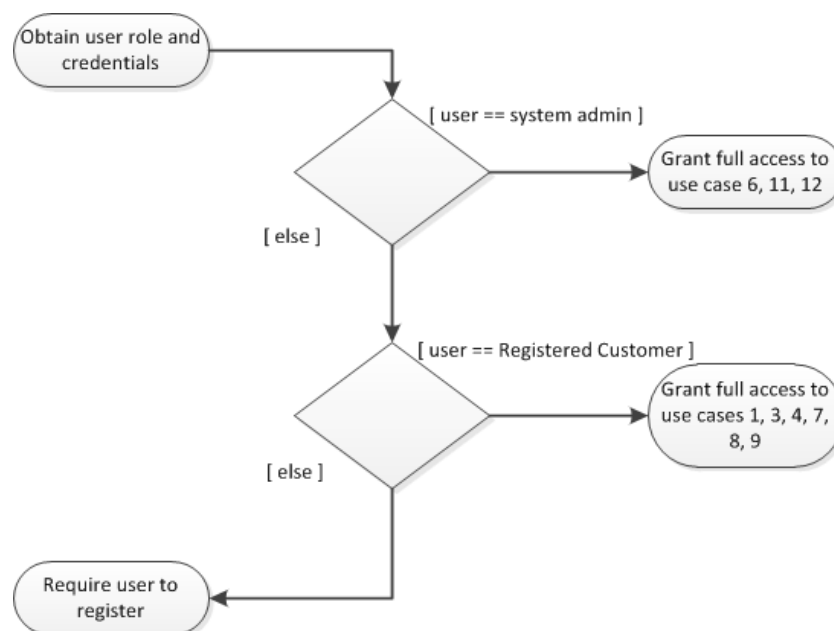 Obtain user role and
credentials
[ user == system admin ]
Grant full access to
use case 6, 11, 12
[ else ]
[ user == Registered Customer ]
Grant full access to
use cases 1, 3, 4, 7,
8, 9
[ else ]
Require user to
register